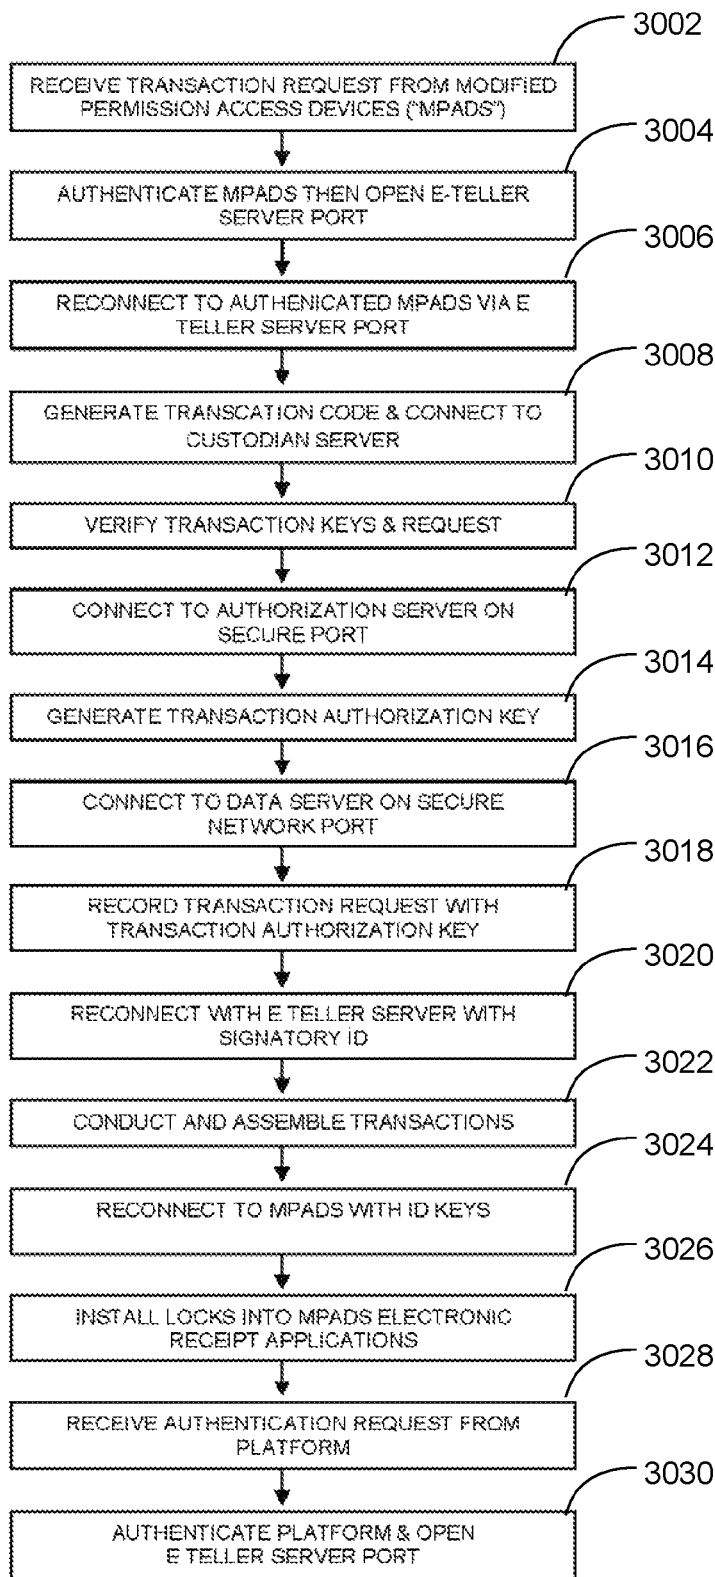 3002
RECEIVE TRANSACTION REQUEST FROM MODIFIED
PERMISSION ACCESS DEVICES ("MPADS")
3004
AUTHENTICATE MPADS THEN OPEN E-TELLER
SERVER PORT
3006
RECONNECT TO AUTHENICATED MPADS VIA E
TELLER SERVER PORT
3008
GENERATE TRANSCATION CODE & CONNECT TO
CUSTODIAN SERVER
3010
VERIFY TRANSACTION KEYS & REQUEST
3012
CONNECT TO AUTHORIZATION SERVER ON
SECURE PORT
3014
GENERATE TRANSACTION AUTHORIZATION KEY
3016
CONNECT TO DATA SERVER ON SECURE
NETWORK PORT
3018
RECORD TRANSACTION REQUEST WITH
TRANSACTION AUTHORIZATION KEY
3020
RECONNECT WITH E TELLER SERVER WITH
SIGNATORY ID
3022
CONDUCT AND ASSEMBLE TRANSACTIONS
3024
RECONNECT TO MPADS WITH ID KEYS
3026
INSTALL LOCKS INTO MPADS ELECTRONIC
RECEIPT APPLICATIONS
3028
RECEIVE AUTHENTICATION REQUEST FROM
PLATFORM
3030
AUTHENTICATE PLATFORM & OPEN
E TELLER SERVER PORT